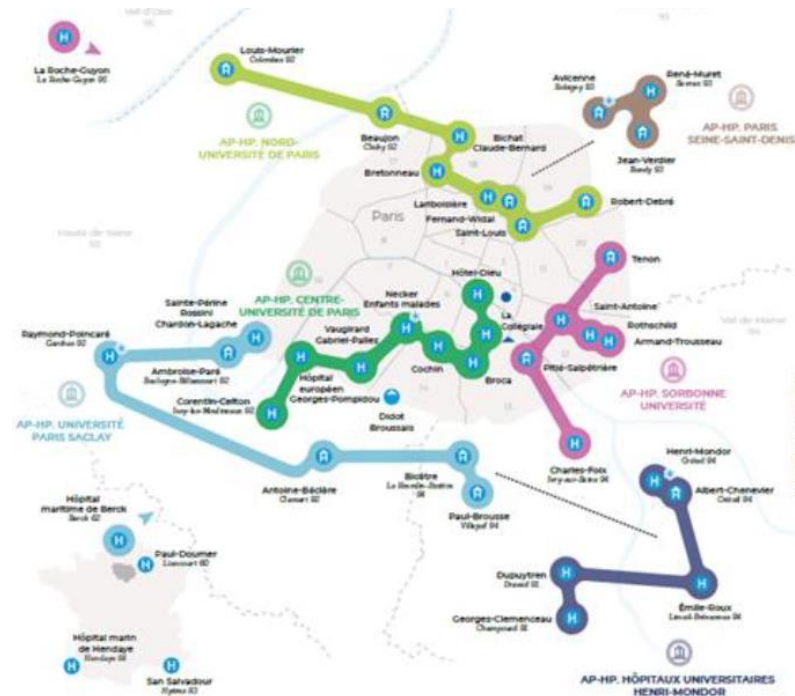 La Roche-Guyon
La Roche-Guyon 95
Louis-Mourier
Colombes 92
AP-HP. NORD-
UNIVERSITÉ DE PARIS
Beaujon
Clichy 92
Bichat
Claude-Bernard
Bretonneau
Avicenne
Bobigny 93
René-Muret
Sevran 93
Jean-Verdier
Bondy 93
AP-HP. PARIS
SEINE-SAINT-DENIS
17
18
19
Lariboisière
Fernand-Widal
Saint-Louis
Robert-Debré
Paris
8
20
Hôtel-Dieu
Tenon
AP-HP. CENTRE-
UNIVERSITÉ DE PARIS
Sainte-Périne
Rossini
Chardon-Lagache
Necker
Enfants malades
La
Collégiale
Saint-Antoine
Rothschild
Armand-Trousseau
Raymond-Poincaré
Garches 92
Vaugirard
Gabriel-Pallez
Ambroise-Paré
Boulogne-Billancourt 92
Cochin
Broca
Pitié-Salpêtrière
12
Hôpital
européen
Georges-Pompidou
Corentin-Celton
Issy-les-Moulineaux 92
14
13
Didot
Broussais
AP-HP. SORBONNE
UNIVERSITÉ
AP-HP. UNIVERSITÉ
PARIS SACLAY
Charles-Foix
Ivry-sur-Seine 94
Henri-Mondor
Créteil 94
Albert-Chenevier
Créteil 94
Antoine-Béclère
Clamart 92
Bicêtre
Le Kremlin-Bicêtre
94
Paul-Brousse
Villejuif 94
Hôpital
maritime de Berck
Berck 62
Paul-Doumer
Liancourt 60
Dupuytren
Draveil 91
Georges-Clemenceau
Champcueil 91
Émile-Roux
Limeil-Brévannes 94
Hôpital marin
de Hendaye
Hendaye 64
San Salvadour
Hyères 83
AP-HP. HÔPITAUX UNIVERSITAIRES
HENRI-MONDOR